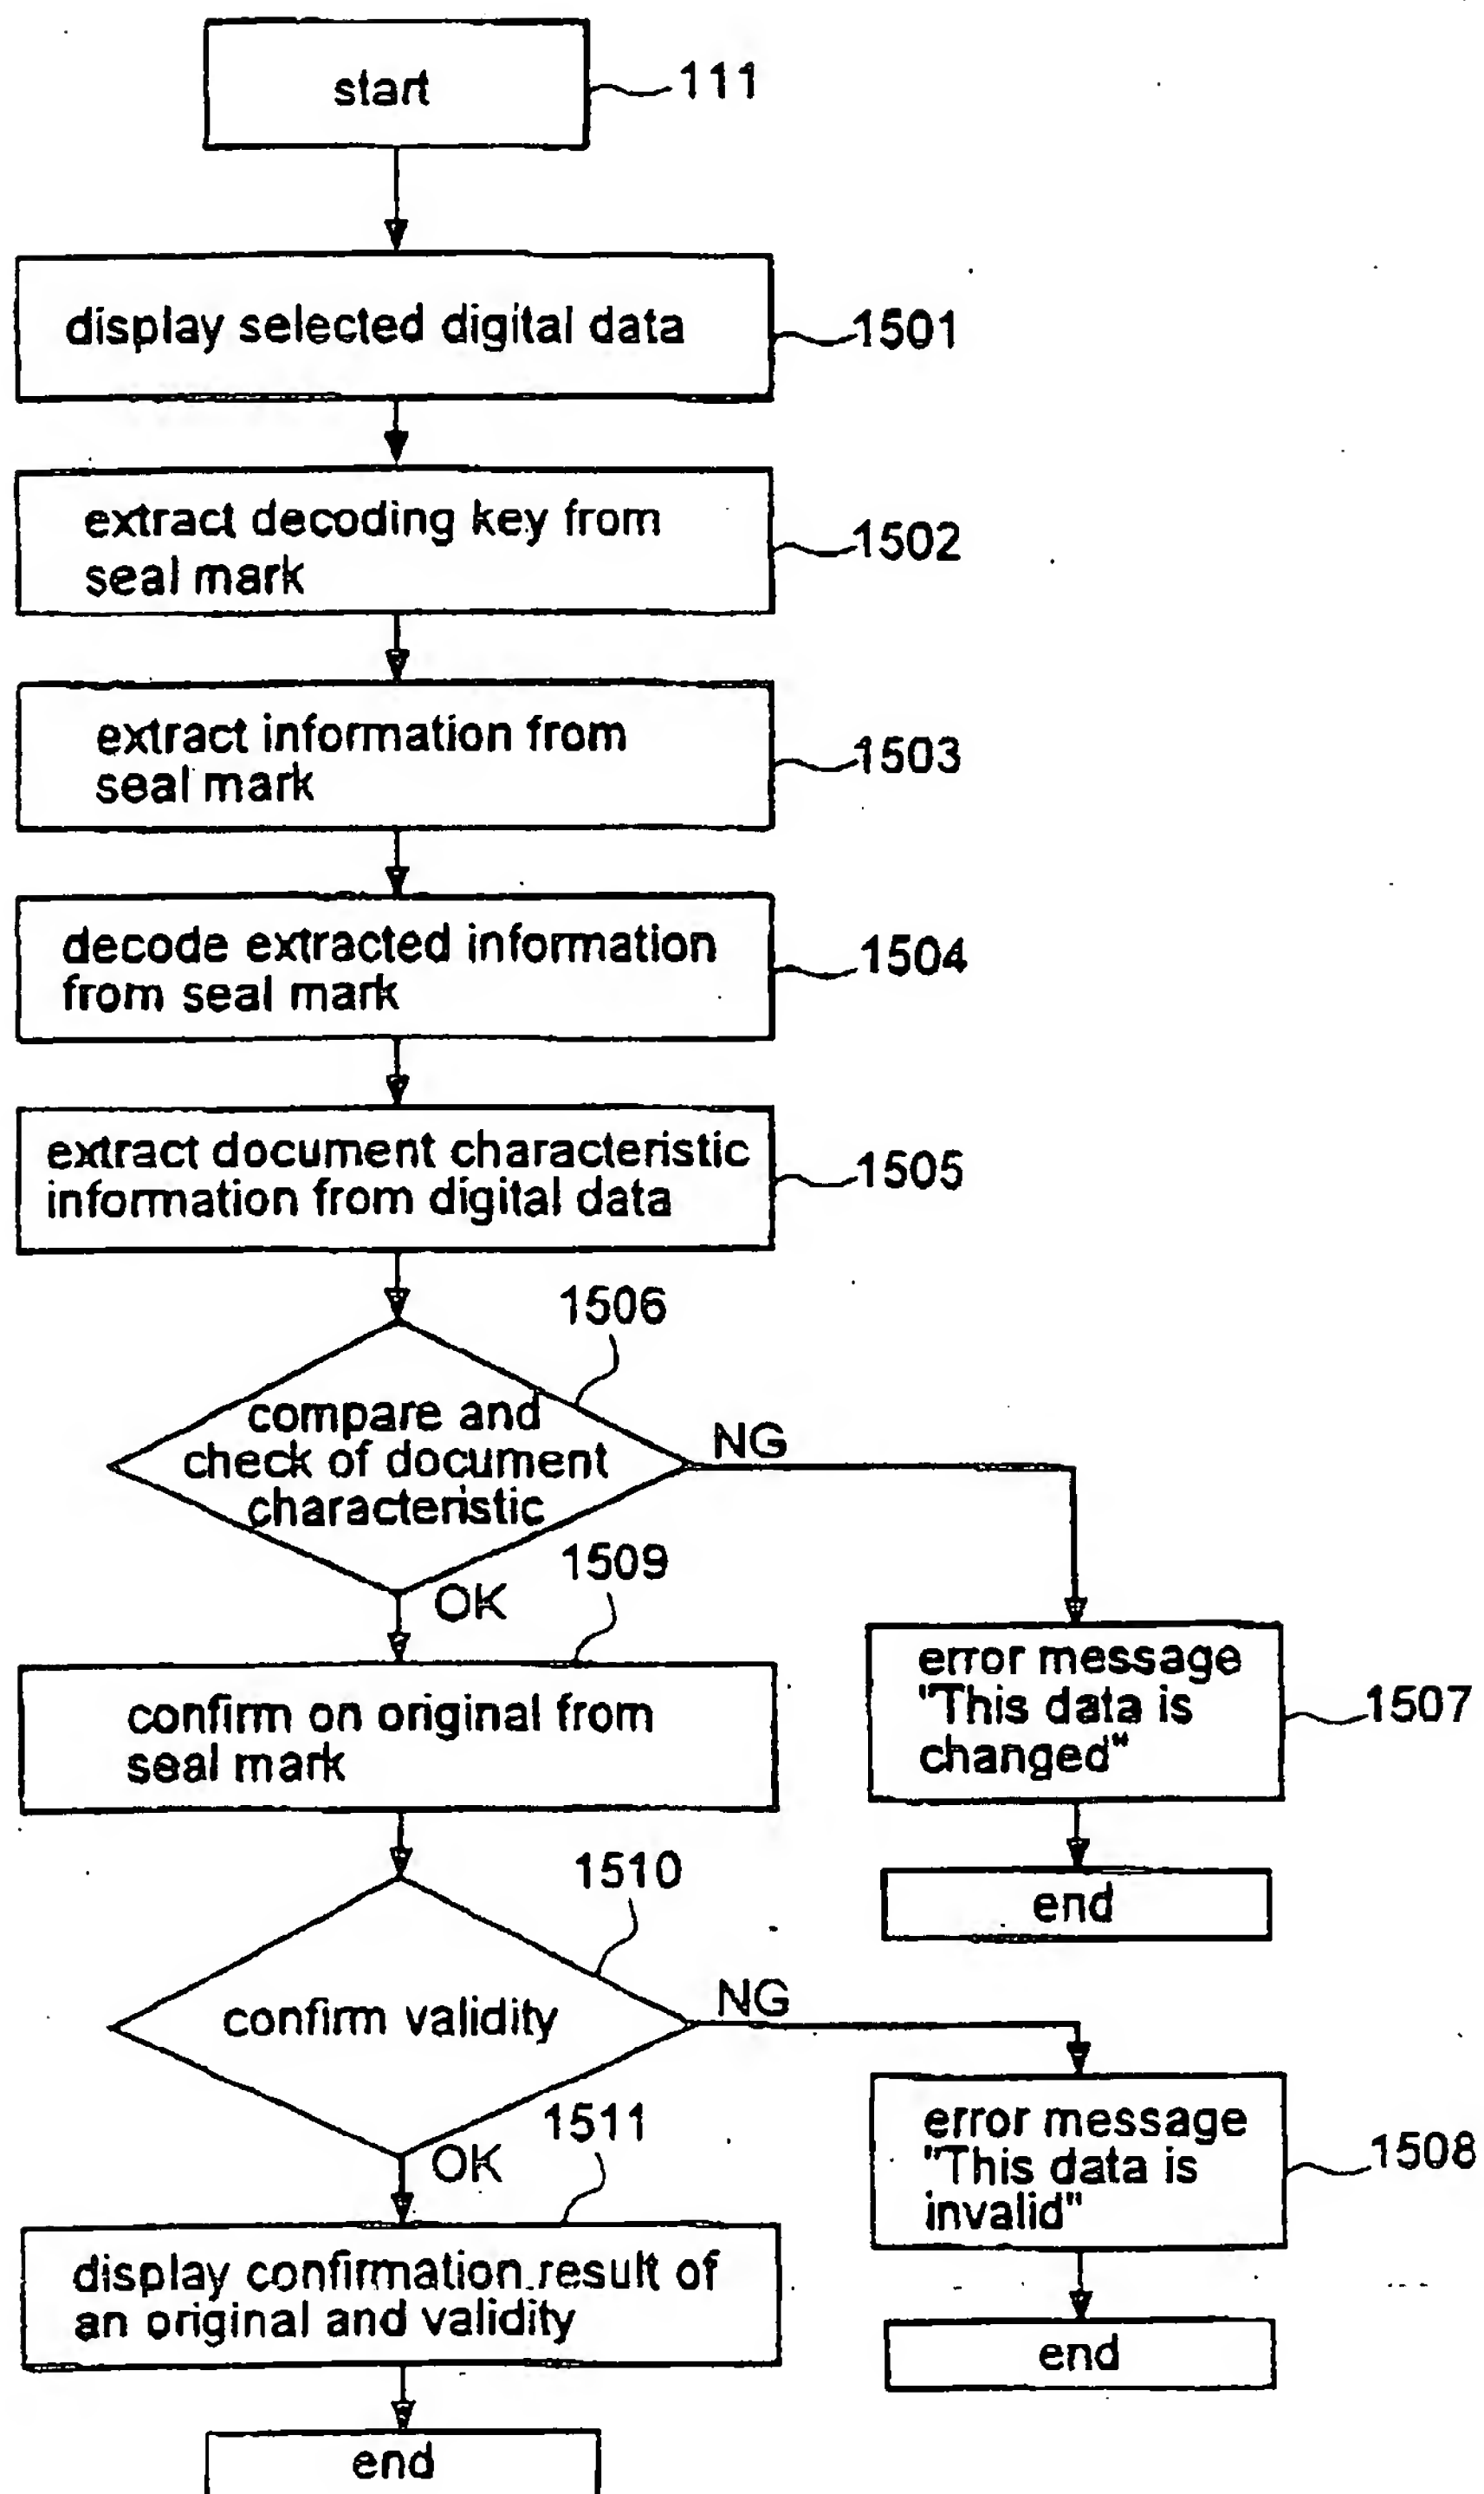 start
111
display selected digital data
1501
extract decoding key from
seal mark
1502
extract information from
seal mark
1503
decode extracted information
from seal mark
1504
extract document characteristic
information from digital data
1505
1506
compare and
check of document
characteristic
NG
OK
1509
confirm on original from
seal mark
error message
"This data is
changed"
1507
end
1510
confirm validity
NG
OK
1511
error message
"This data is
invalid"
1508
end
display confirmation result of
an original and validity
end